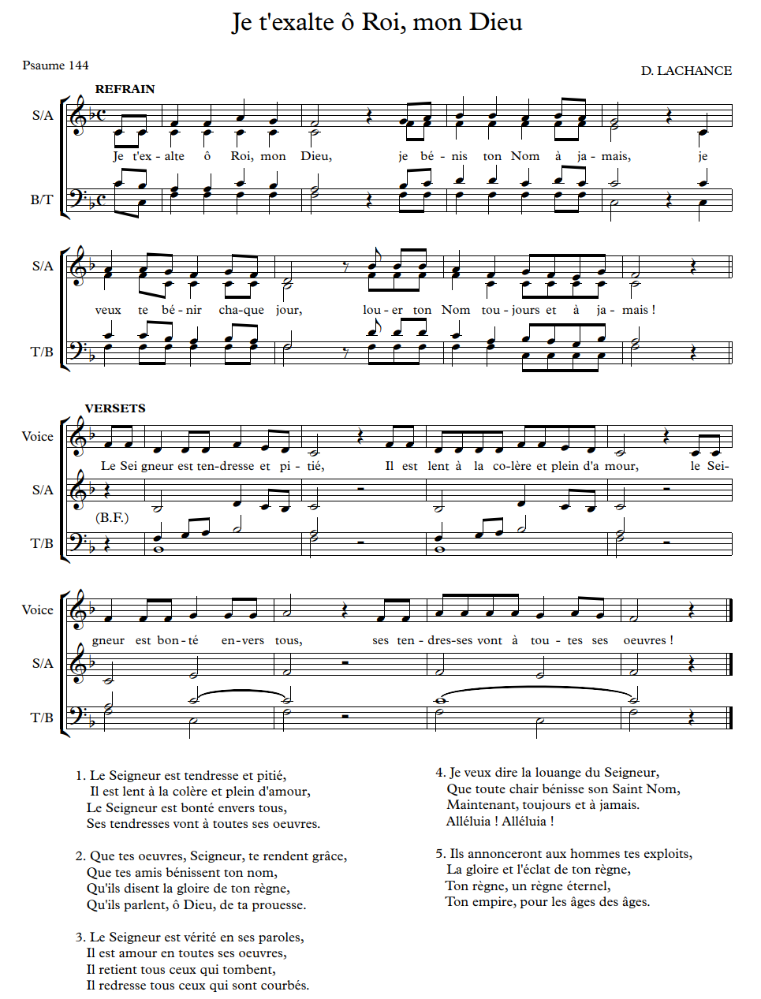 Je t'exalte ô Roi, mon Dieu
Psaume 144
D. LACHANCE
REFRAIN
S/A
Je t'ex - alte ô Roi, mon Dieu, je bé - nis ton Nom à ja - mais, je
B/T
S/A
veux te bé - nir cha-que jour, lou - er ton Nom tou - jours et à ja - mais !
T/B
VERSETS
Voice
Le Sei gneur est ten-dresse et pi - tié, Il est lent à la co-lère et plein d'a mour, le Sei-
S/A
(B.F.)
T/B
Voice
gneur est bon - té en-vers tous, ses ten - dres-ses vont à tou - tes ses oeuvres !
S/A
T/B
1. Le Seigneur est tendresse et pitié,
Il est lent à la colère et plein d'amour,
Le Seigneur est bonté envers tous,
Ses tendresses vont à toutes ses oeuvres.
2. Que tes oeuvres, Seigneur, te rendent grâce,
Que tes amis bénissent ton nom,
Qu'ils disent la gloire de ton règne,
Qu'ils parlent, ô Dieu, de ta prouesse.
3. Le Seigneur est vérité en ses paroles,
Il est amour en toutes ses oeuvres,
Il retient tous ceux qui tombent,
Il redresse tous ceux qui sont courbés.
4. Je veux dire la louange du Seigneur,
Que toute chair bénisse son Saint Nom,
Maintenant, toujours et à jamais.
Alléluia ! Alléluia !
5. Ils annonceront aux hommes tes exploits,
La gloire et l'éclat de ton règne,
Ton règne, un règne éternel,
Ton empire, pour les âges des âges.